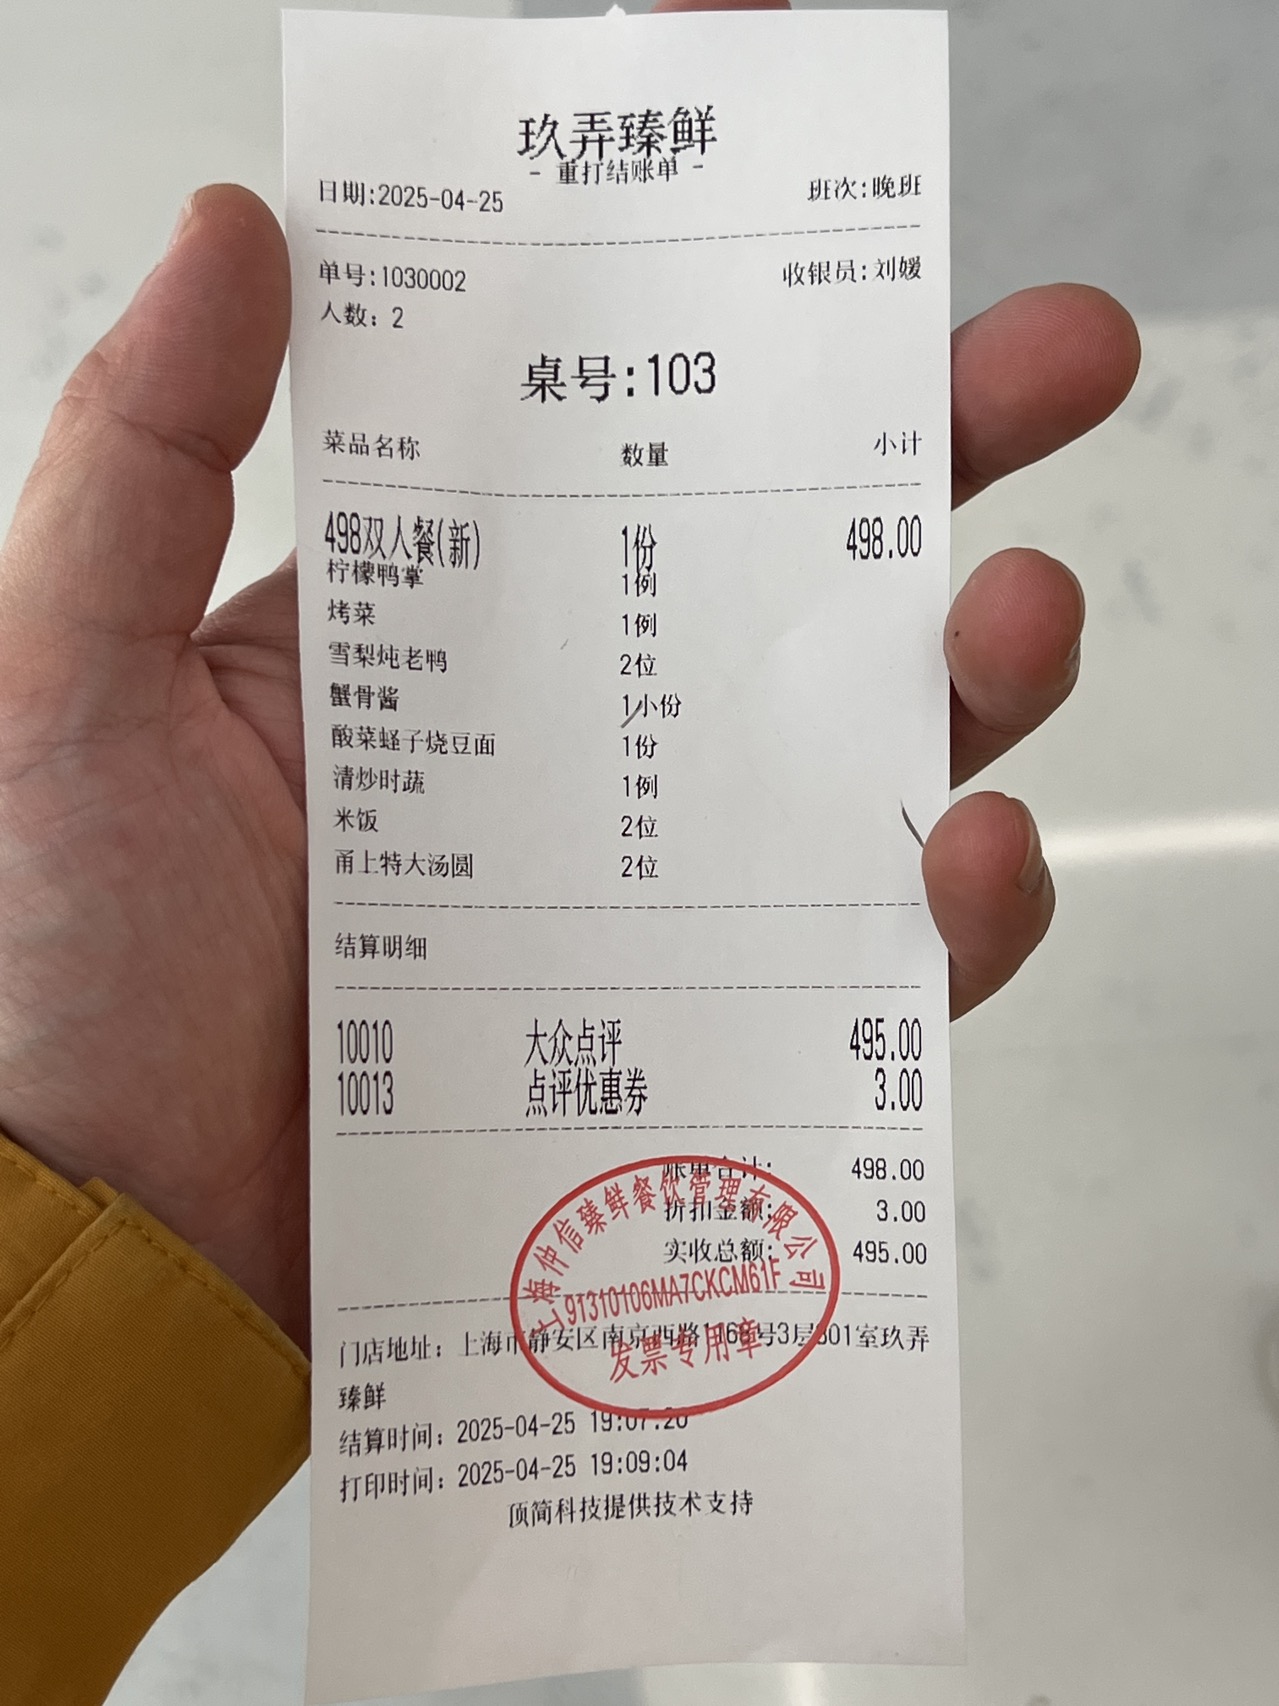 玖弄臻鲜
- 重打结账单 -
日期:2025-04-25 班次:晚班
单号:1030002 收银员:刘媛
人数: 2
桌号:103
菜品名称 数量 小计
498双人餐(新) 1份 498.00
柠檬鸭掌 1例
烤菜 1例
雪梨炖老鸭 2位
蟹骨酱 1小份
酸菜蛏子烧豆面 1份
清炒时蔬 1例
米饭 2位
甬上特大汤圆 2位
结算明细
10010 大众点评 495.00
10013 点评优惠券 3.00
账单合计: 498.00
折扣金额: 3.00
实收总额: 495.00
上海仲信臻鲜餐饮管理有限公司
91310106MA7CKCM61F
发票专用章
门店地址: 上海市静安区南京西路号3层301室玖弄
臻鲜
结算时间: 2025-04-25 19:07:20
打印时间: 2025-04-25 19:09:04
顶简科技提供技术支持